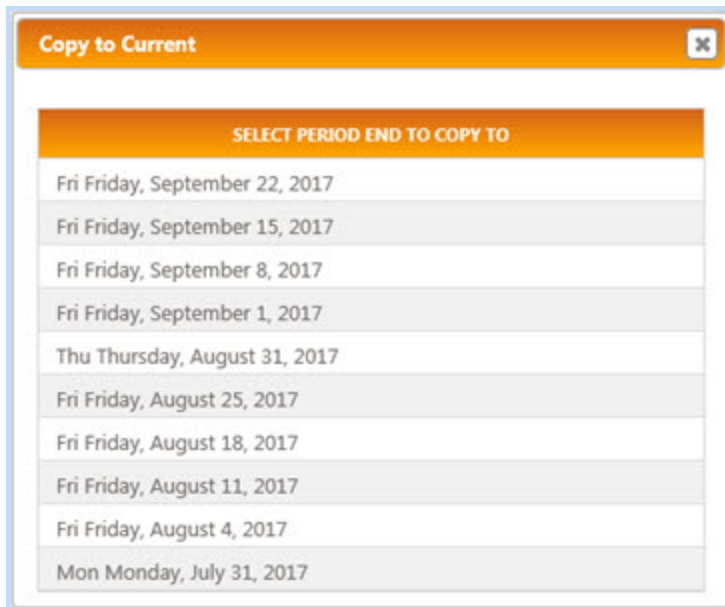 Copy to Current
SELECT PERIOD END TO COPY TO
Fri Friday, September 22, 2017
Fri Friday, September 15, 2017
Fri Friday, September 8, 2017
Fri Friday, September 1, 2017
Thu Thursday, August 31, 2017
Fri Friday, August 25, 2017
Fri Friday, August 18, 2017
Fri Friday, August 11, 2017
Fri Friday, August 4, 2017
Mon Monday, July 31, 2017